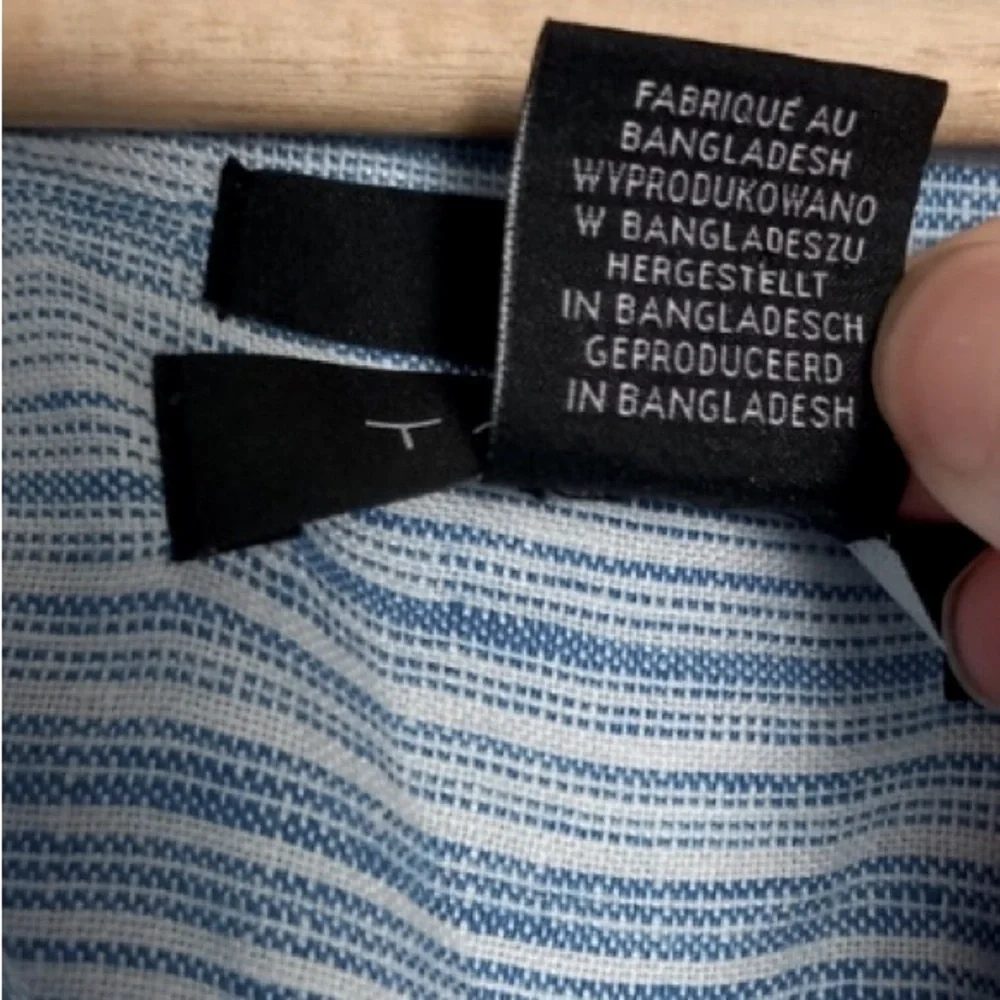 FABRIQUÉ AU
BANGLADESH
WYPRODUKOWANO
W BANGLADESZU
HERGESTELLT
IN BANGLADESCH
GEPRODUCEERD
IN BANGLADESH